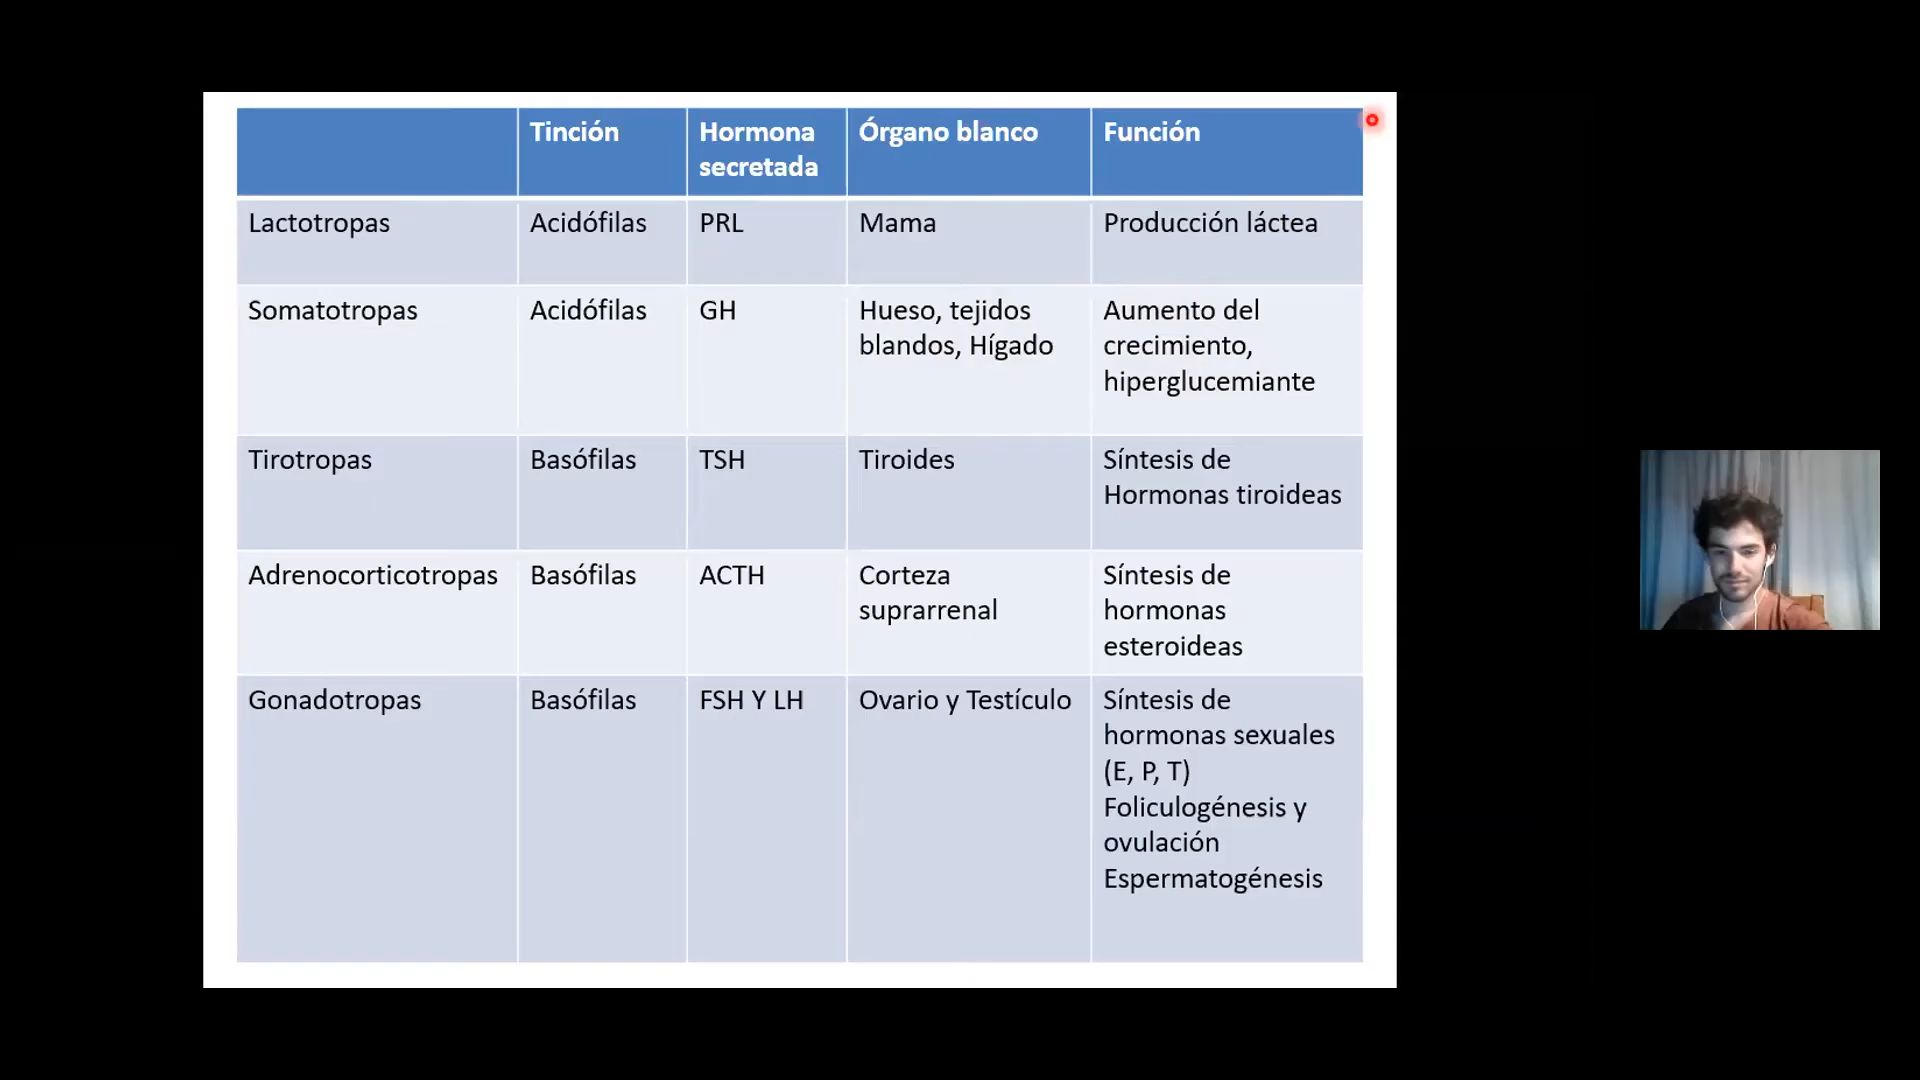 Tinción
Hormona
secretada
Órgano blanco
Función
Lactotropas
Acidófilas
PRL
Mama
Producción láctea
Somatotropas
Acidófilas
GH
Hueso, tejidos
blandos, Hígado
Aumento del
crecimiento,
hiperglucemiante
Tirotropas
Basófilas
TSH
Tiroides
Síntesis de
Hormonas tiroideas
Adrenocorticotropas
Basófilas
ACTH
Corteza
suprarrenal
Síntesis de
hormonas
esteroideas
Gonadotropas
Basófilas
FSH Y LH
Ovario y Testículo
Síntesis de
hormonas sexuales
(E, P, T)
Foliculogénesis y
ovulación
Espermatogénesis